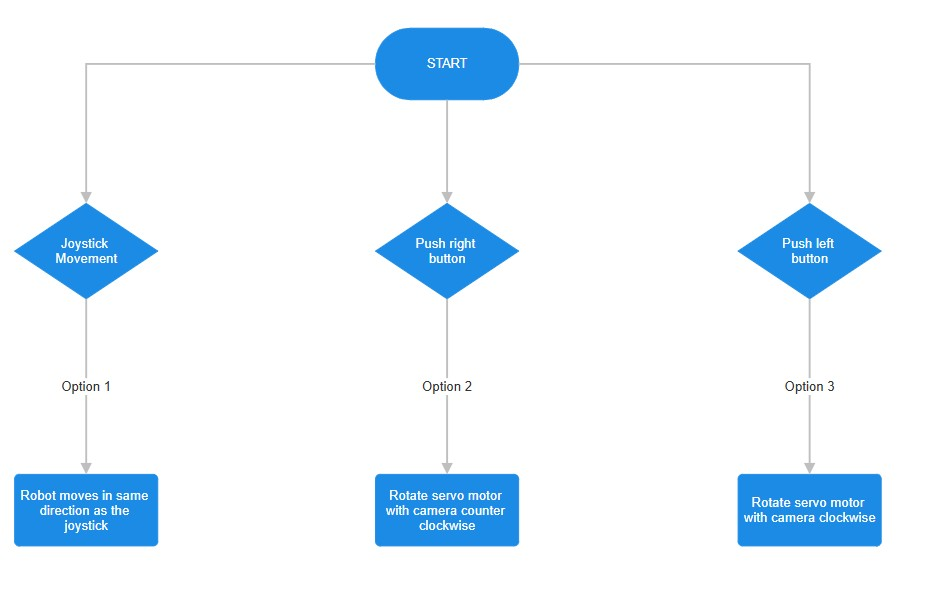 START
Joystick
Movement
Push right
button
Push left
button
Option 1
Option 2
Option 3
Robot moves in same
direction as the
joystick
Rotate servo motor
with camera counter
clockwise
Rotate servo motor
with camera clockwise